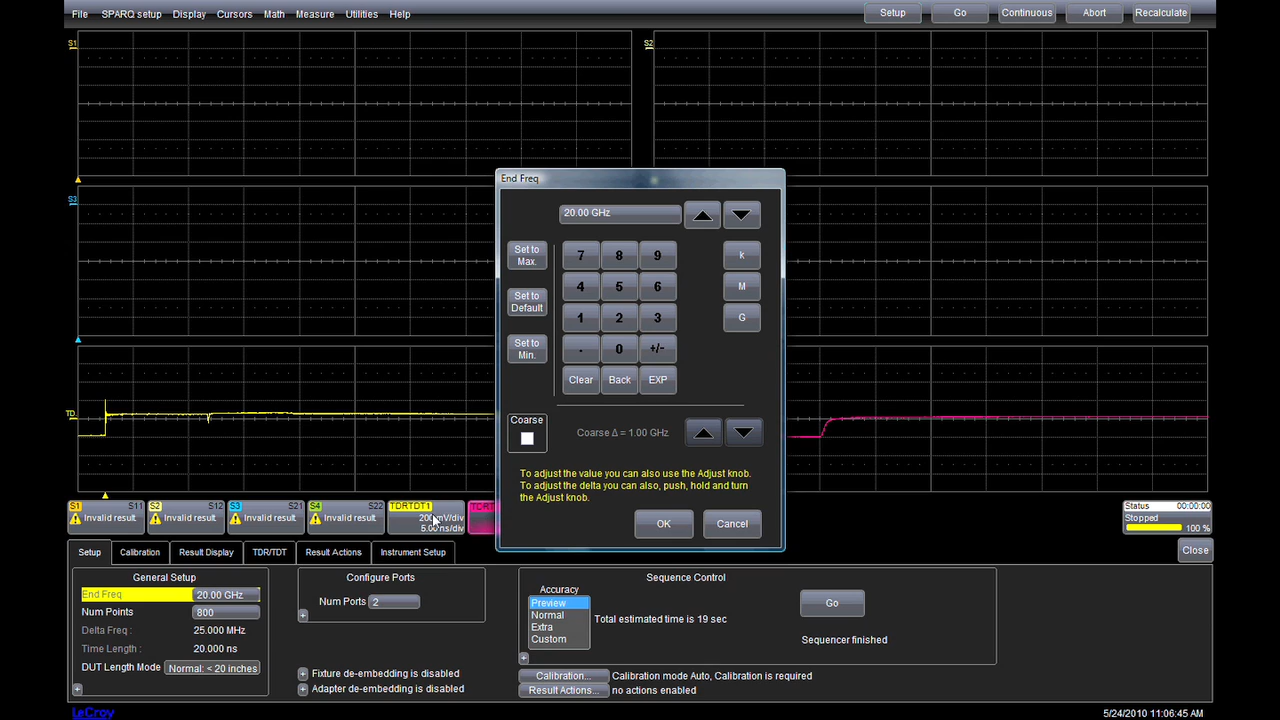 File SPARQ setup Display Cursors Math Measure Utilities Help Setup Go Continuous Abort Recalculate
S1 S2
End Freq
S3
20.00 GHz
Set to Max.
7 8 9 k
4 5 6 M
Set to Default
1 2 3 G
Set to Min.
. 0 +/-
Clear Back EXP
TD
Coarse
Coarse Δ = 1.00 GHz
To adjust the value you can also use the Adjust knob.
To adjust the delta you can also, push, hold and turn
the Adjust knob.
OK Cancel
S1 S11 S2 S12 S3 S21 S4 S22 TDRTDT1 TDRT Status 00:00:00
Invalid result Invalid result Invalid result Invalid result 200 mV/div Stopped
5.00 ns/div 100 %
Setup Calibration Result Display TDR/TDT Result Actions Instrument Setup Close
General Setup
End Freq 20.00 GHz
Num Points 800
Delta Freq : 25.000 MHz
Time Length : 20.000 ns
DUT Length Mode Normal: < 20 inches
Configure Ports
Num Ports 2
Fixture de-embedding is disabled
Adapter de-embedding is disabled
Sequence Control
Accuracy
Preview
Normal
Extra
Custom
Total estimated time is 19 sec
Go
Sequencer finished
Calibration... Calibration mode Auto, Calibration is required
Result Actions... no actions enabled
LeCroy 5/24/2010 11:06:45 AM